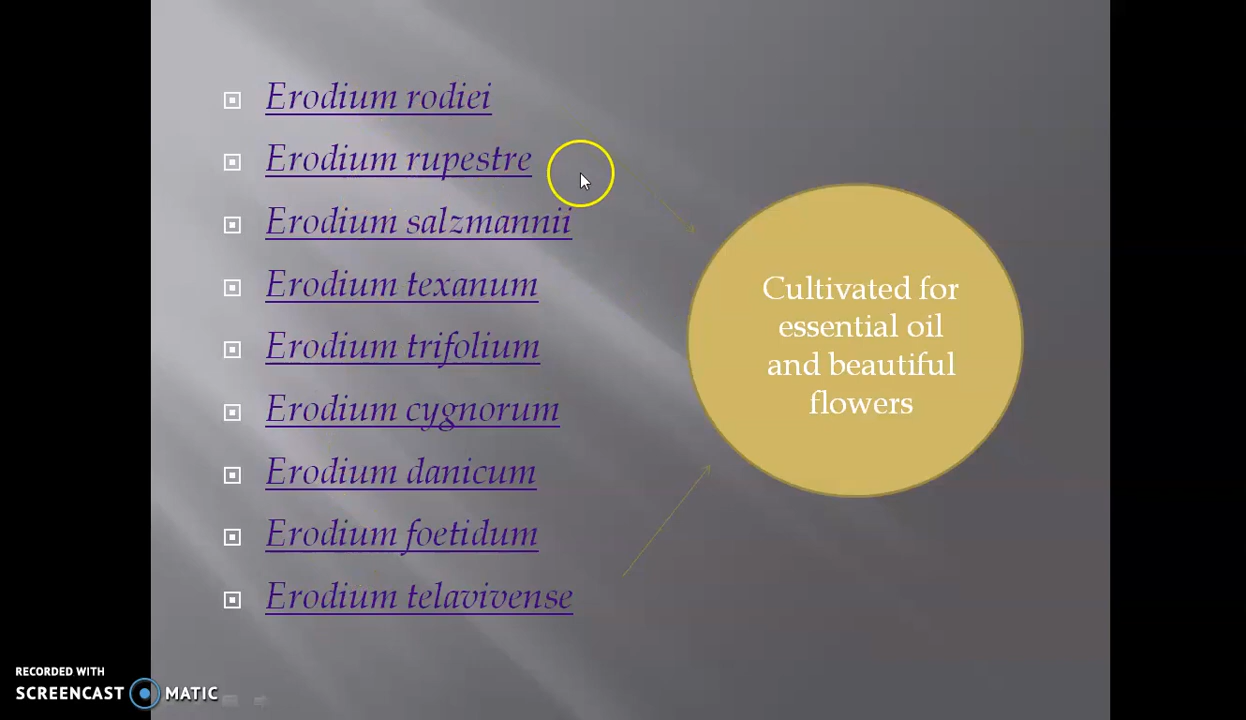 Erodium rodiei
Erodium rupestre
Erodium salzmannii
Erodium texanum
Erodium trifolium
Erodium cygnorum
Erodium danicum
Erodium foetidum
Erodium telavivense
Cultivated for
essential oil
and beautiful
flowers
RECORDED WITH
SCREENCAST MATIC